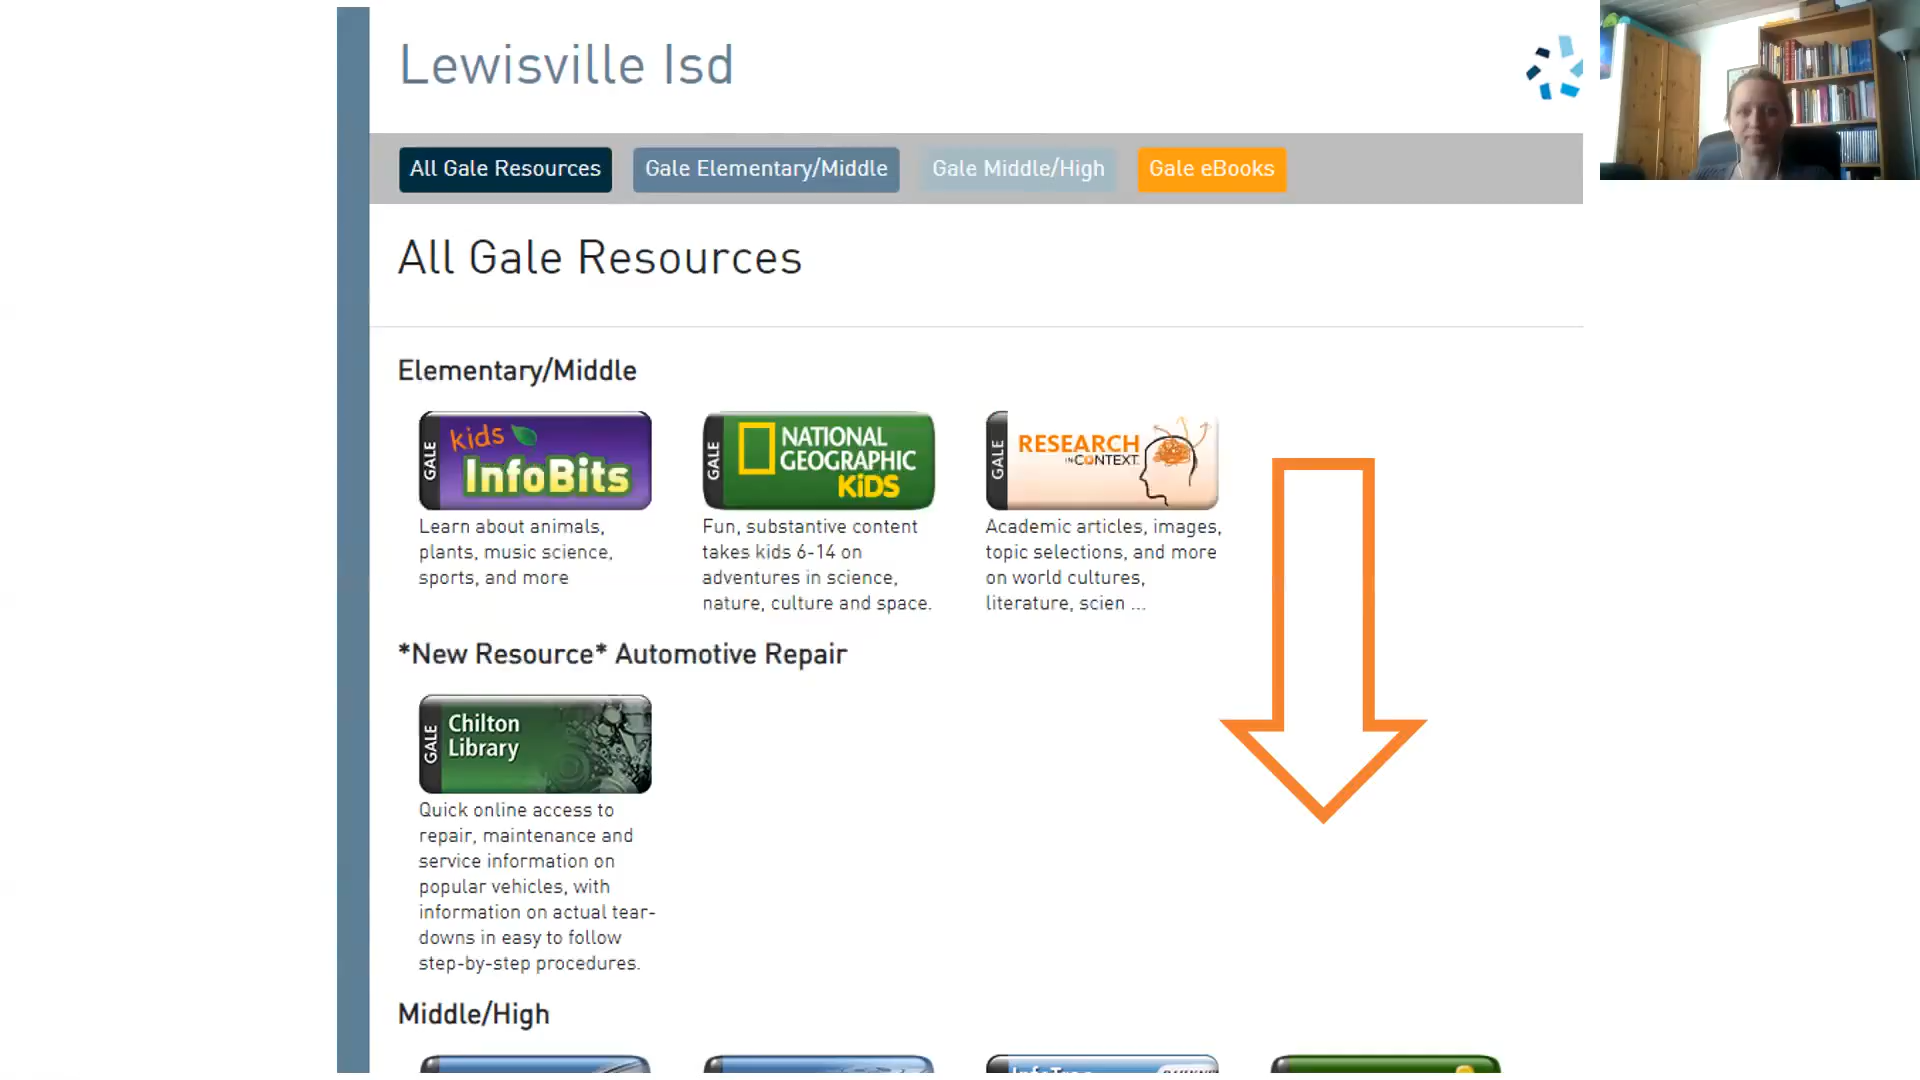 Lewisville Isd
All Gale Resources
Gale Elementary/Middle
Gale Middle/High
Gale eBooks
All Gale Resources
Elementary/Middle
GALE
kids
InfoBits
Learn about animals,
plants, music science,
sports, and more
GALE
NATIONAL
GEOGRAPHIC
KiDS
Fun, substantive content
takes kids 6-14 on
adventures in science,
nature, culture and space.
GALE
RESEARCH
IN CONTEXT
Academic articles, images,
topic selections, and more
on world cultures,
literature, scien ...
*New Resource* Automotive Repair
GALE
Chilton
Library
Quick online access to
repair, maintenance and
service information on
popular vehicles, with
information on actual tear-
downs in easy to follow
step-by-step procedures.
Middle/High